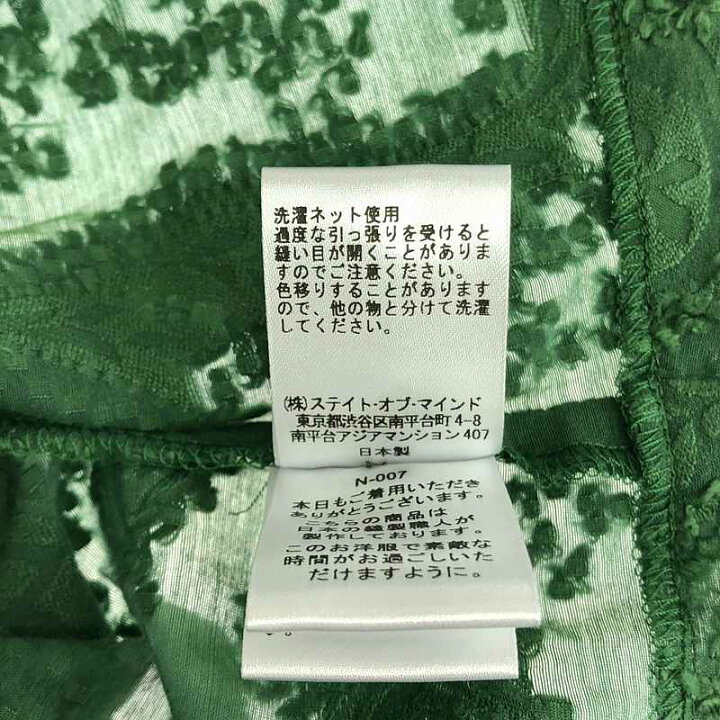 洗濯ネット使用
過度な引っ張りを受けると
縫い目が開くことがありま
すのでご注意ください。
色移りすることがあります
ので、他の物と分けて洗濯
してください。
(株)ステイト・オブ・マインド
東京都渋谷区南平台町4-8
南平台アジアマンション407
日本製
N-007
本日もご着用いただき
ありがとうございます。
こちらの商品は
日本の縫製職人が
製作しております。
このお洋服で素敵な
時間がお過ごしいた
だけますように。